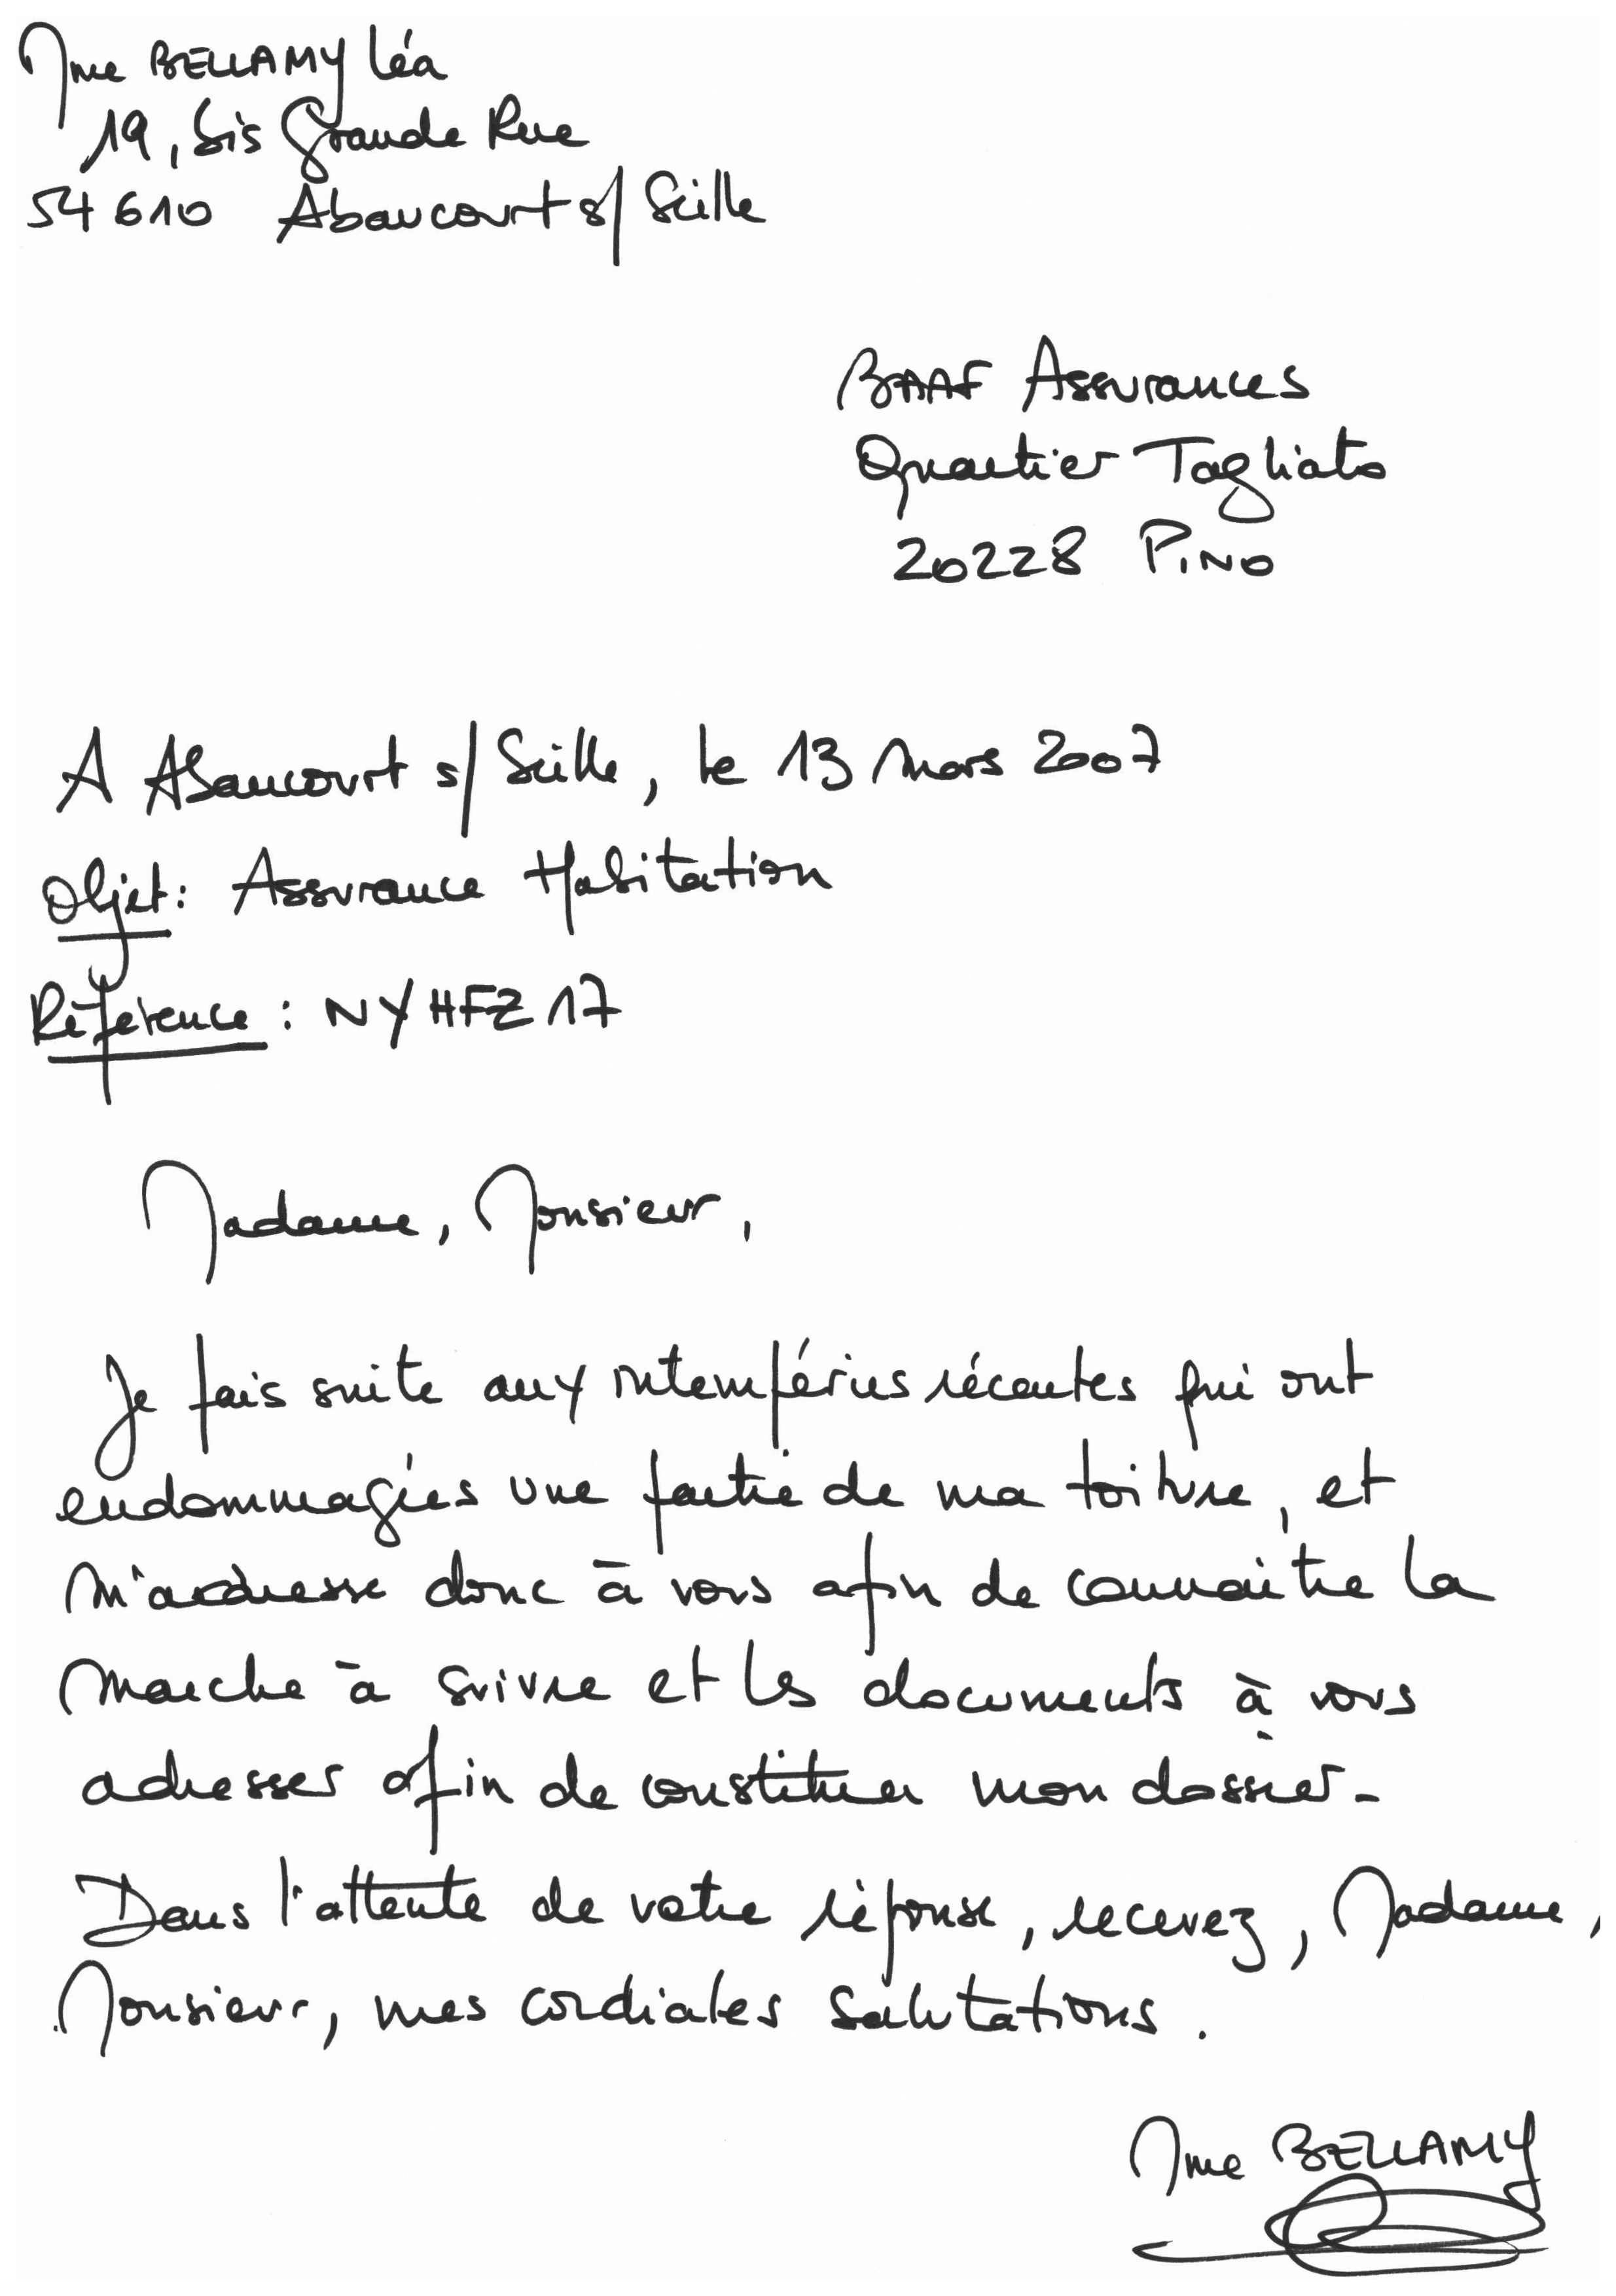 Mme BELLAMY Léa
19, bis Grande Rue
54610 Abaucourt s/ Seille
BAAF Assurances
Quartier Tagliato
20228 PINO
A Abaucourt s/ Seille, le 13 mars 2007
Objet: Assurance Habitation
Référence : NYHFZ17
Madame, Monsieur,
Je fais suite aux intempéries récentes qui ont
endommagées une partie de ma toiture, et
m'adresse donc à vous afin de connaitre la
marche à suivre et les documents à vous
adresser afin de constituer mon dossier.
Dans l'attente de votre réponse, recevez, Madame,
Monsieur, mes cordiales salutations.
Mme BELLAMY